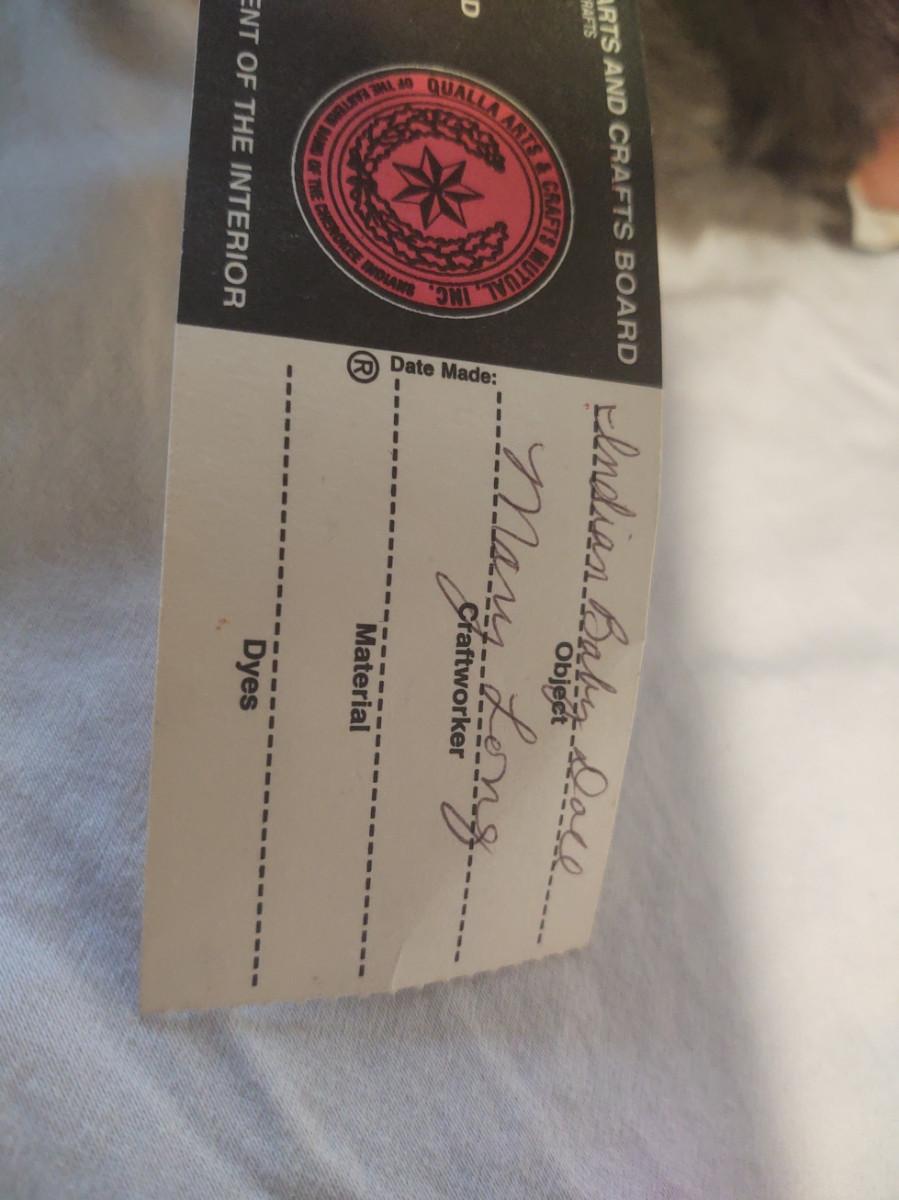 ARTS AND CRAFTS BOARD
CRAFTS
D
QUALLA ARTS & CRAFTS MUTUAL, INC.
OF THE EASTERN BAND OF THE CHEROKEE INDIANS
ENT OF THE INTERIOR
Indian Baby Doll
Object
Date Made:
Mary Long
Craftworker
®
Material
Dyes